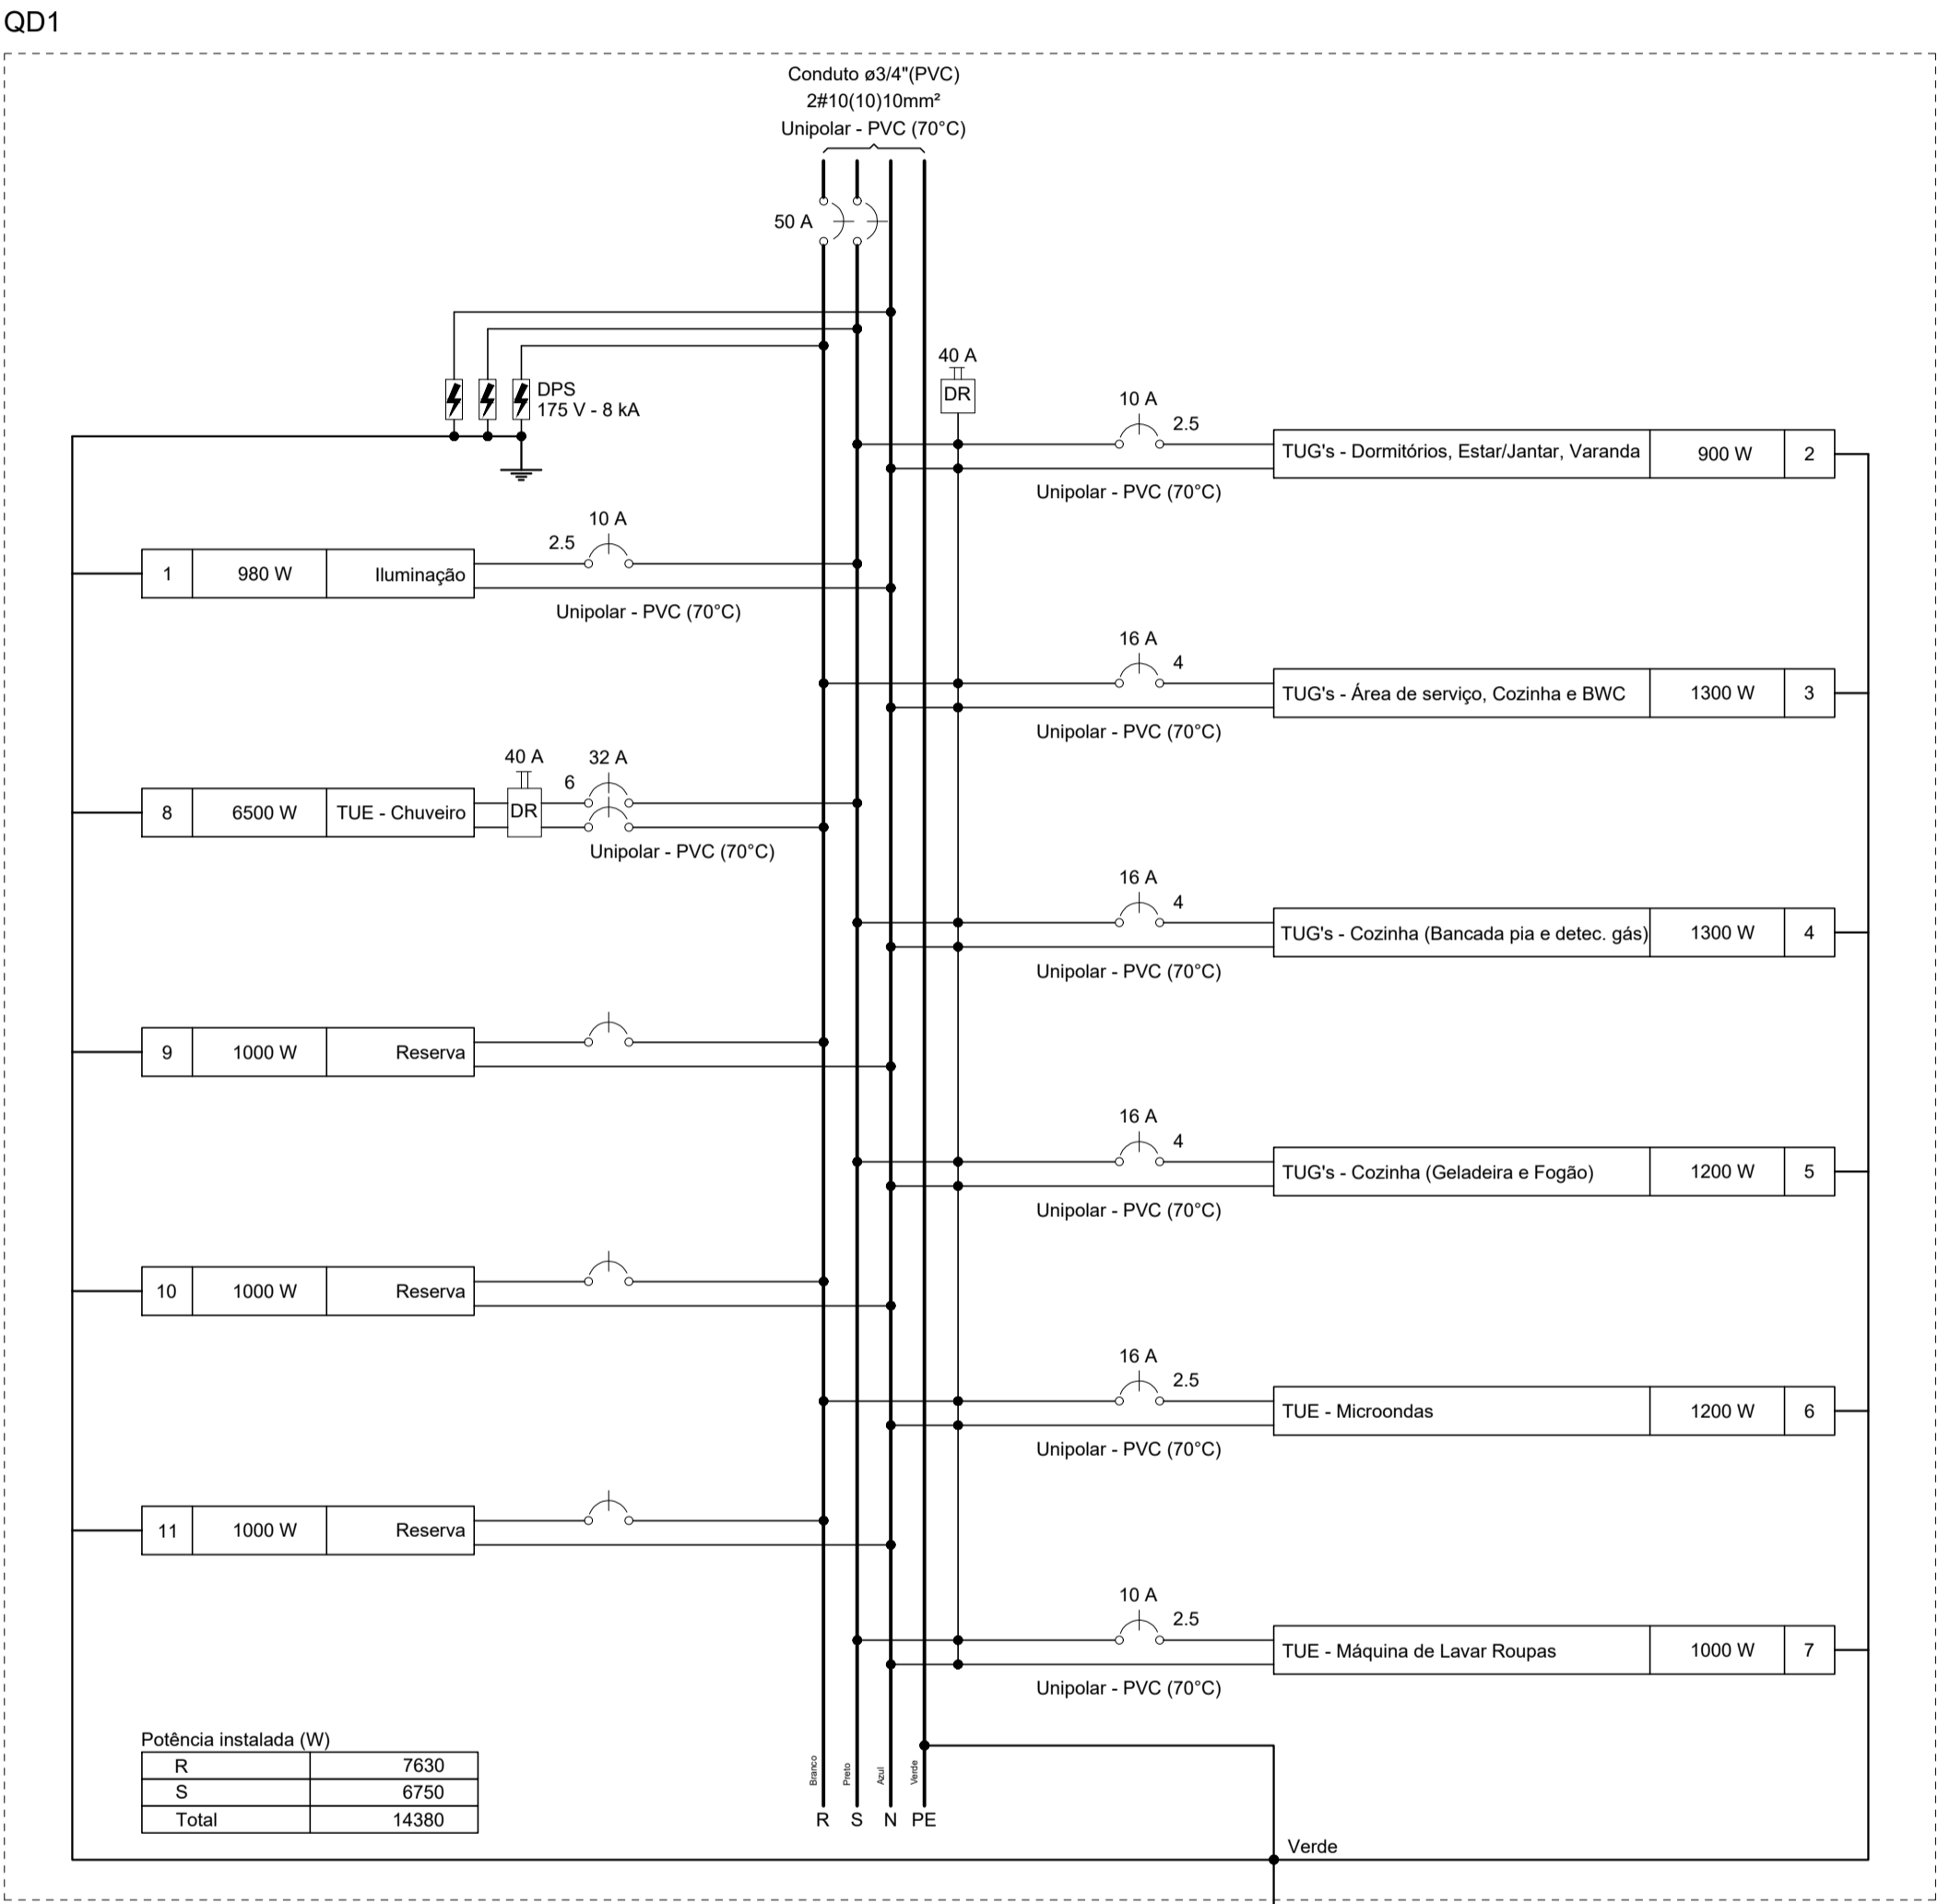 QD1
Conduto ø3/4"(PVC)
2#10(10)10mm²
Unipolar - PVC (70°C)
50 A
DPS
175 V - 8 kA
40 A
DR
10 A
2.5
TUG's - Dormitórios, Estar/Jantar, Varanda 900 W 2
Unipolar - PVC (70°C)
10 A
2.5
1 980 W Iluminação
Unipolar - PVC (70°C)
16 A
4
TUG's - Área de serviço, Cozinha e BWC 1300 W 3
Unipolar - PVC (70°C)
40 A 32 A
6
8 6500 W TUE - Chuveiro DR
Unipolar - PVC (70°C)
16 A
4
TUG's - Cozinha (Bancada pia e detec. gás) 1300 W 4
Unipolar - PVC (70°C)
9 1000 W Reserva
16 A
4
TUG's - Cozinha (Geladeira e Fogão) 1200 W 5
Unipolar - PVC (70°C)
10 1000 W Reserva
16 A
2.5
TUE - Microondas 1200 W 6
Unipolar - PVC (70°C)
11 1000 W Reserva
10 A
2.5
TUE - Máquina de Lavar Roupas 1000 W 7
Unipolar - PVC (70°C)
Potência instalada (W)
R 7630
S 6750
Total 14380
Branco Preto Azul Verde
R S N PE
Verde